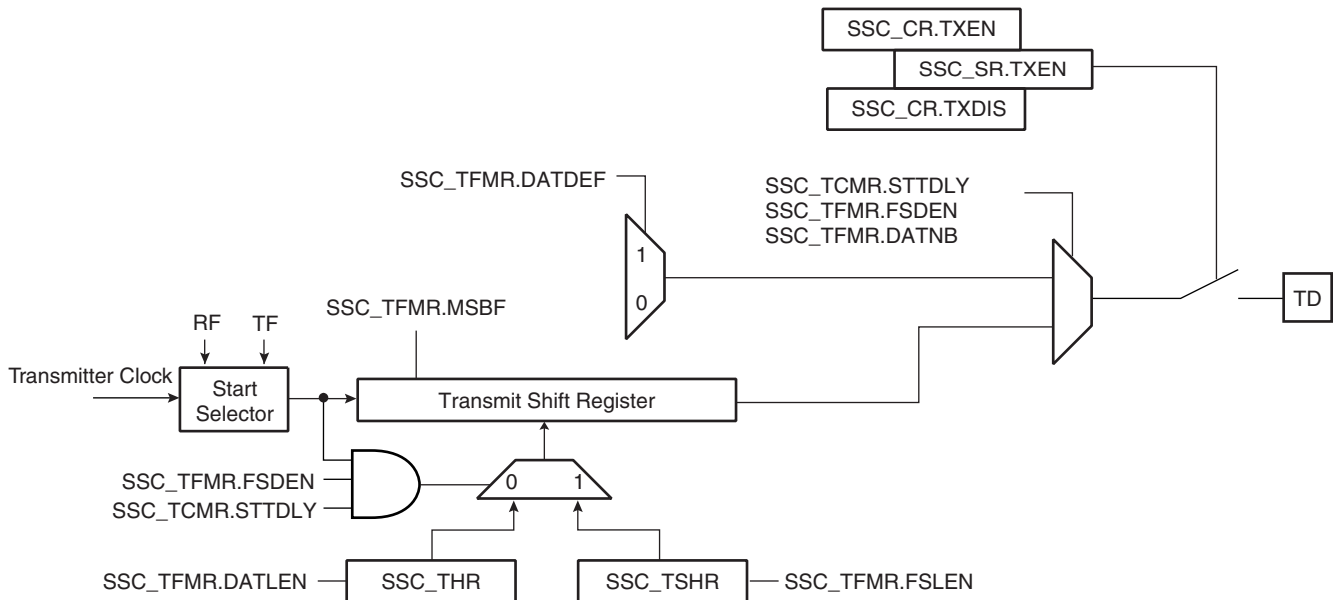 SSC_CR.TXEN
SSC_SR.TXEN
SSC_CR.TXDIS
SSC_TFMR.DATDEF
SSC_TCMR.STTDLY
SSC_TFMR.FSDEN
SSC_TFMR.DATNB
1
0
TD
SSC_TFMR.MSBF
RF TF
Transmitter Clock
Start
Selector
Transmit Shift Register
SSC_TFMR.FSDEN
SSC_TCMR.STTDLY
0 1
SSC_TFMR.DATLEN
SSC_THR
SSC_TSHR
SSC_TFMR.FSLEN